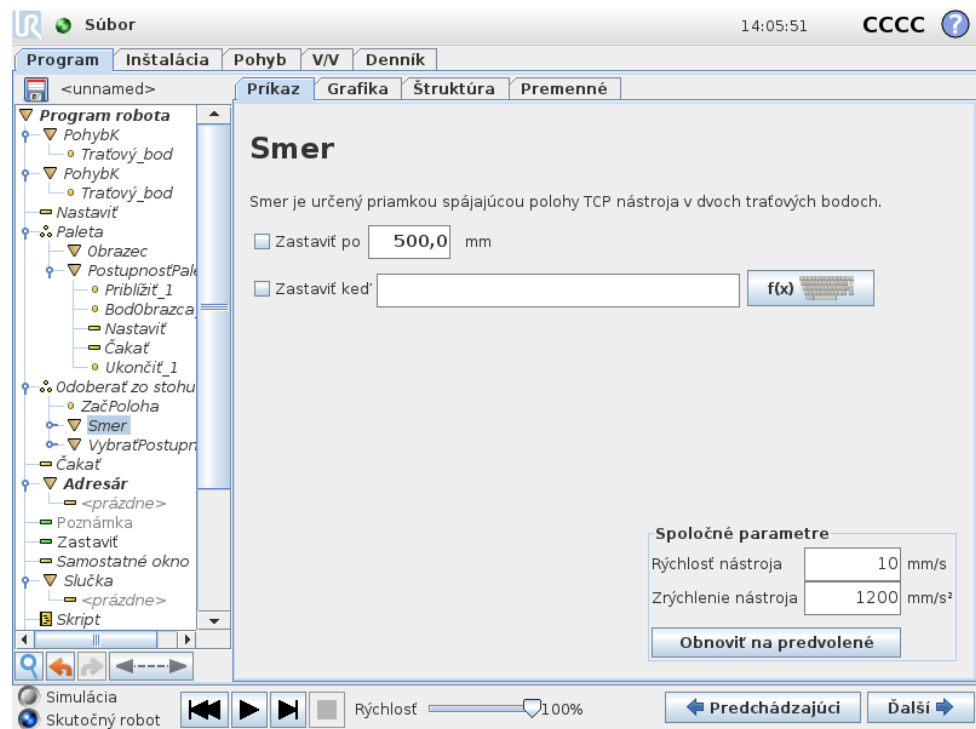 Súbor 14:05:51 CCCC ?
Program Inštalácia Pohyb V/V Denník
<unnamed> Príkaz Grafika Štruktúra Premenné
Program robota
PohybK
Traťový_bod
PohybK
Traťový_bod
Nastaviť
Paleta
Obrazec
PostupnosťPale
Priblížiť_1
BodObrazca_
Nastaviť
Čakať
Ukončiť_1
Odoberať zo stohu
ZačPoloha
Smer
VybraťPostupn
Čakať
Adresár
<prázdne>
Poznámka
Zastaviť
Samostatné okno
Slučka
<prázdne>
Skript
Smer
Smer je určený priamkou spájajúcou polohy TCP nástroja v dvoch traťových bodoch.
Zastaviť po 500,0 mm
Zastaviť keď f(x)
Spoločné parametre
Rýchlosť nástroja 10 mm/s
Zrýchlenie nástroja 1200 mm/s²
Obnoviť na predvolené
Simulácia
Skutočný robot
Rýchlosť 100%
Predchádzajúci Ďalší